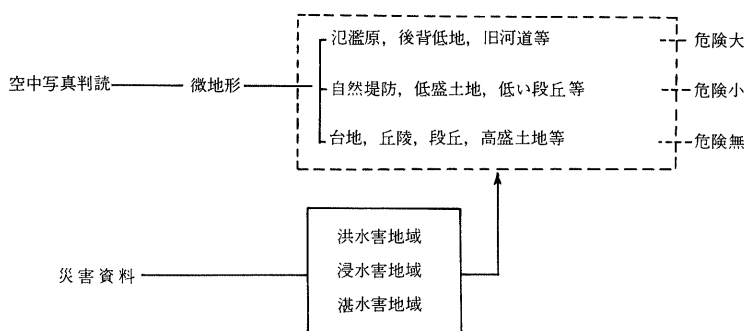 氾濫原,後背低地,旧河道等 危険大
空中写真判読 微地形 自然堤防,低盛土地,低い段丘等 危険小
台地,丘陵,段丘,高盛土地等 危険無
洪水害地域
災害資料 浸水害地域
湛水害地域